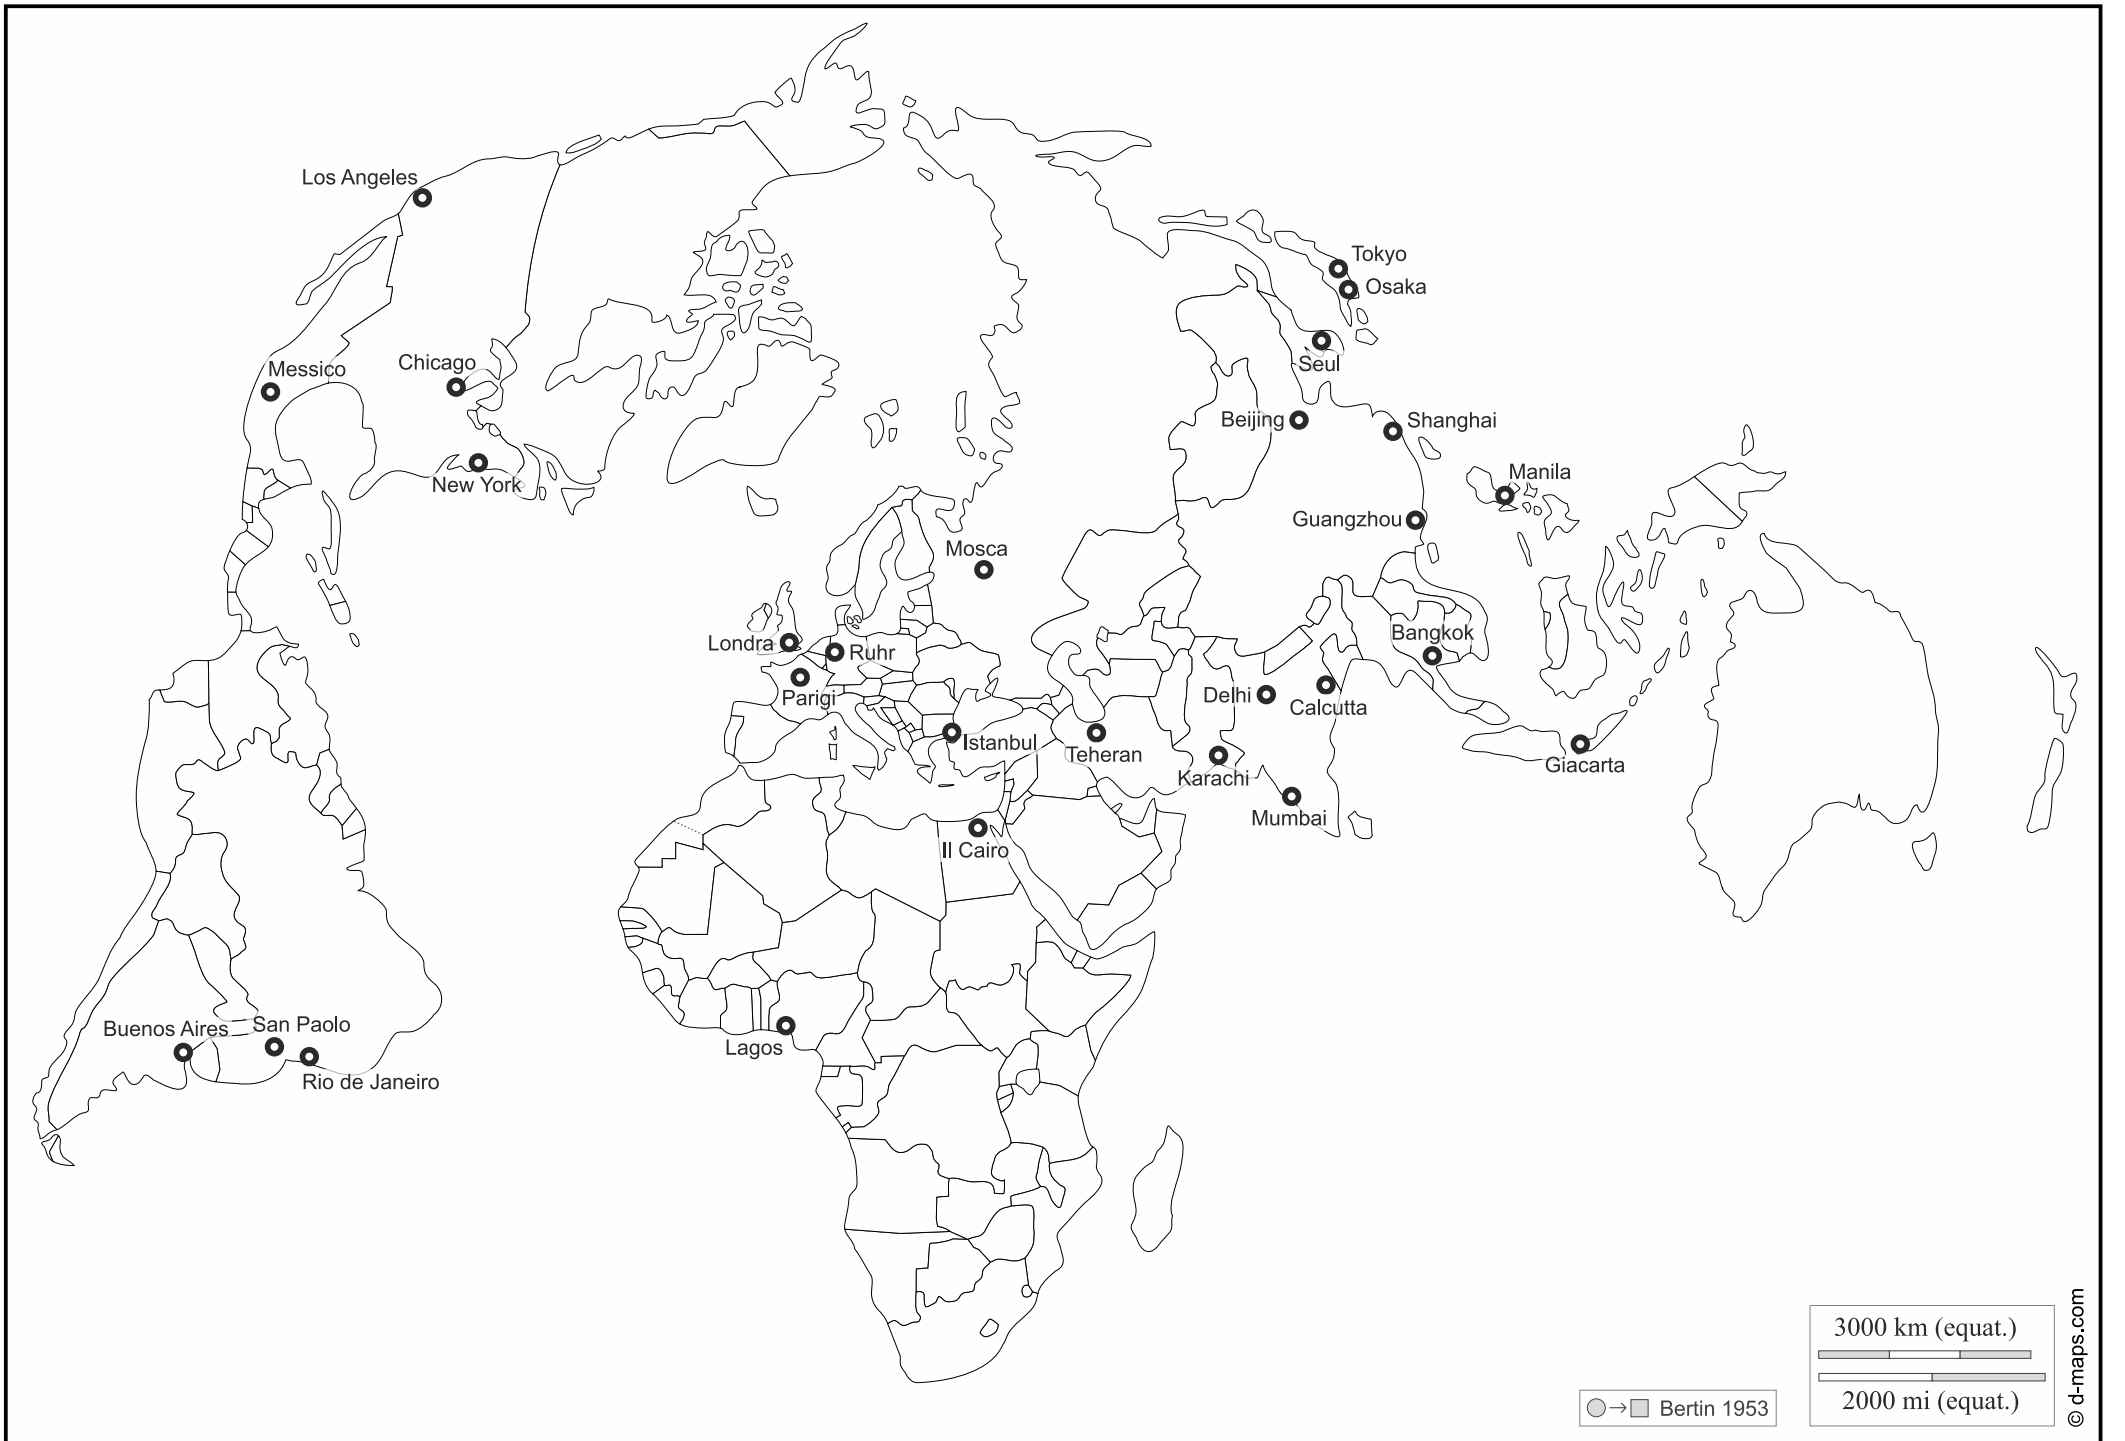 Los Angeles
Tokyo
Osaka
Messico
Chicago
Seul
Beijing
Shanghai
Manila
New York
Guangzhou
Mosca
Londra
Ruhr
Bangkok
Parigi
Delhi
Calcutta
Istanbul
Teheran
Karachi
Giacarta
Mumbai
Il Cairo
Buenos Aires
San Paolo
Lagos
Rio de Janeiro
3000 km (equat.)
2000 mi (equat.)
Bertin 1953
© d-maps.com